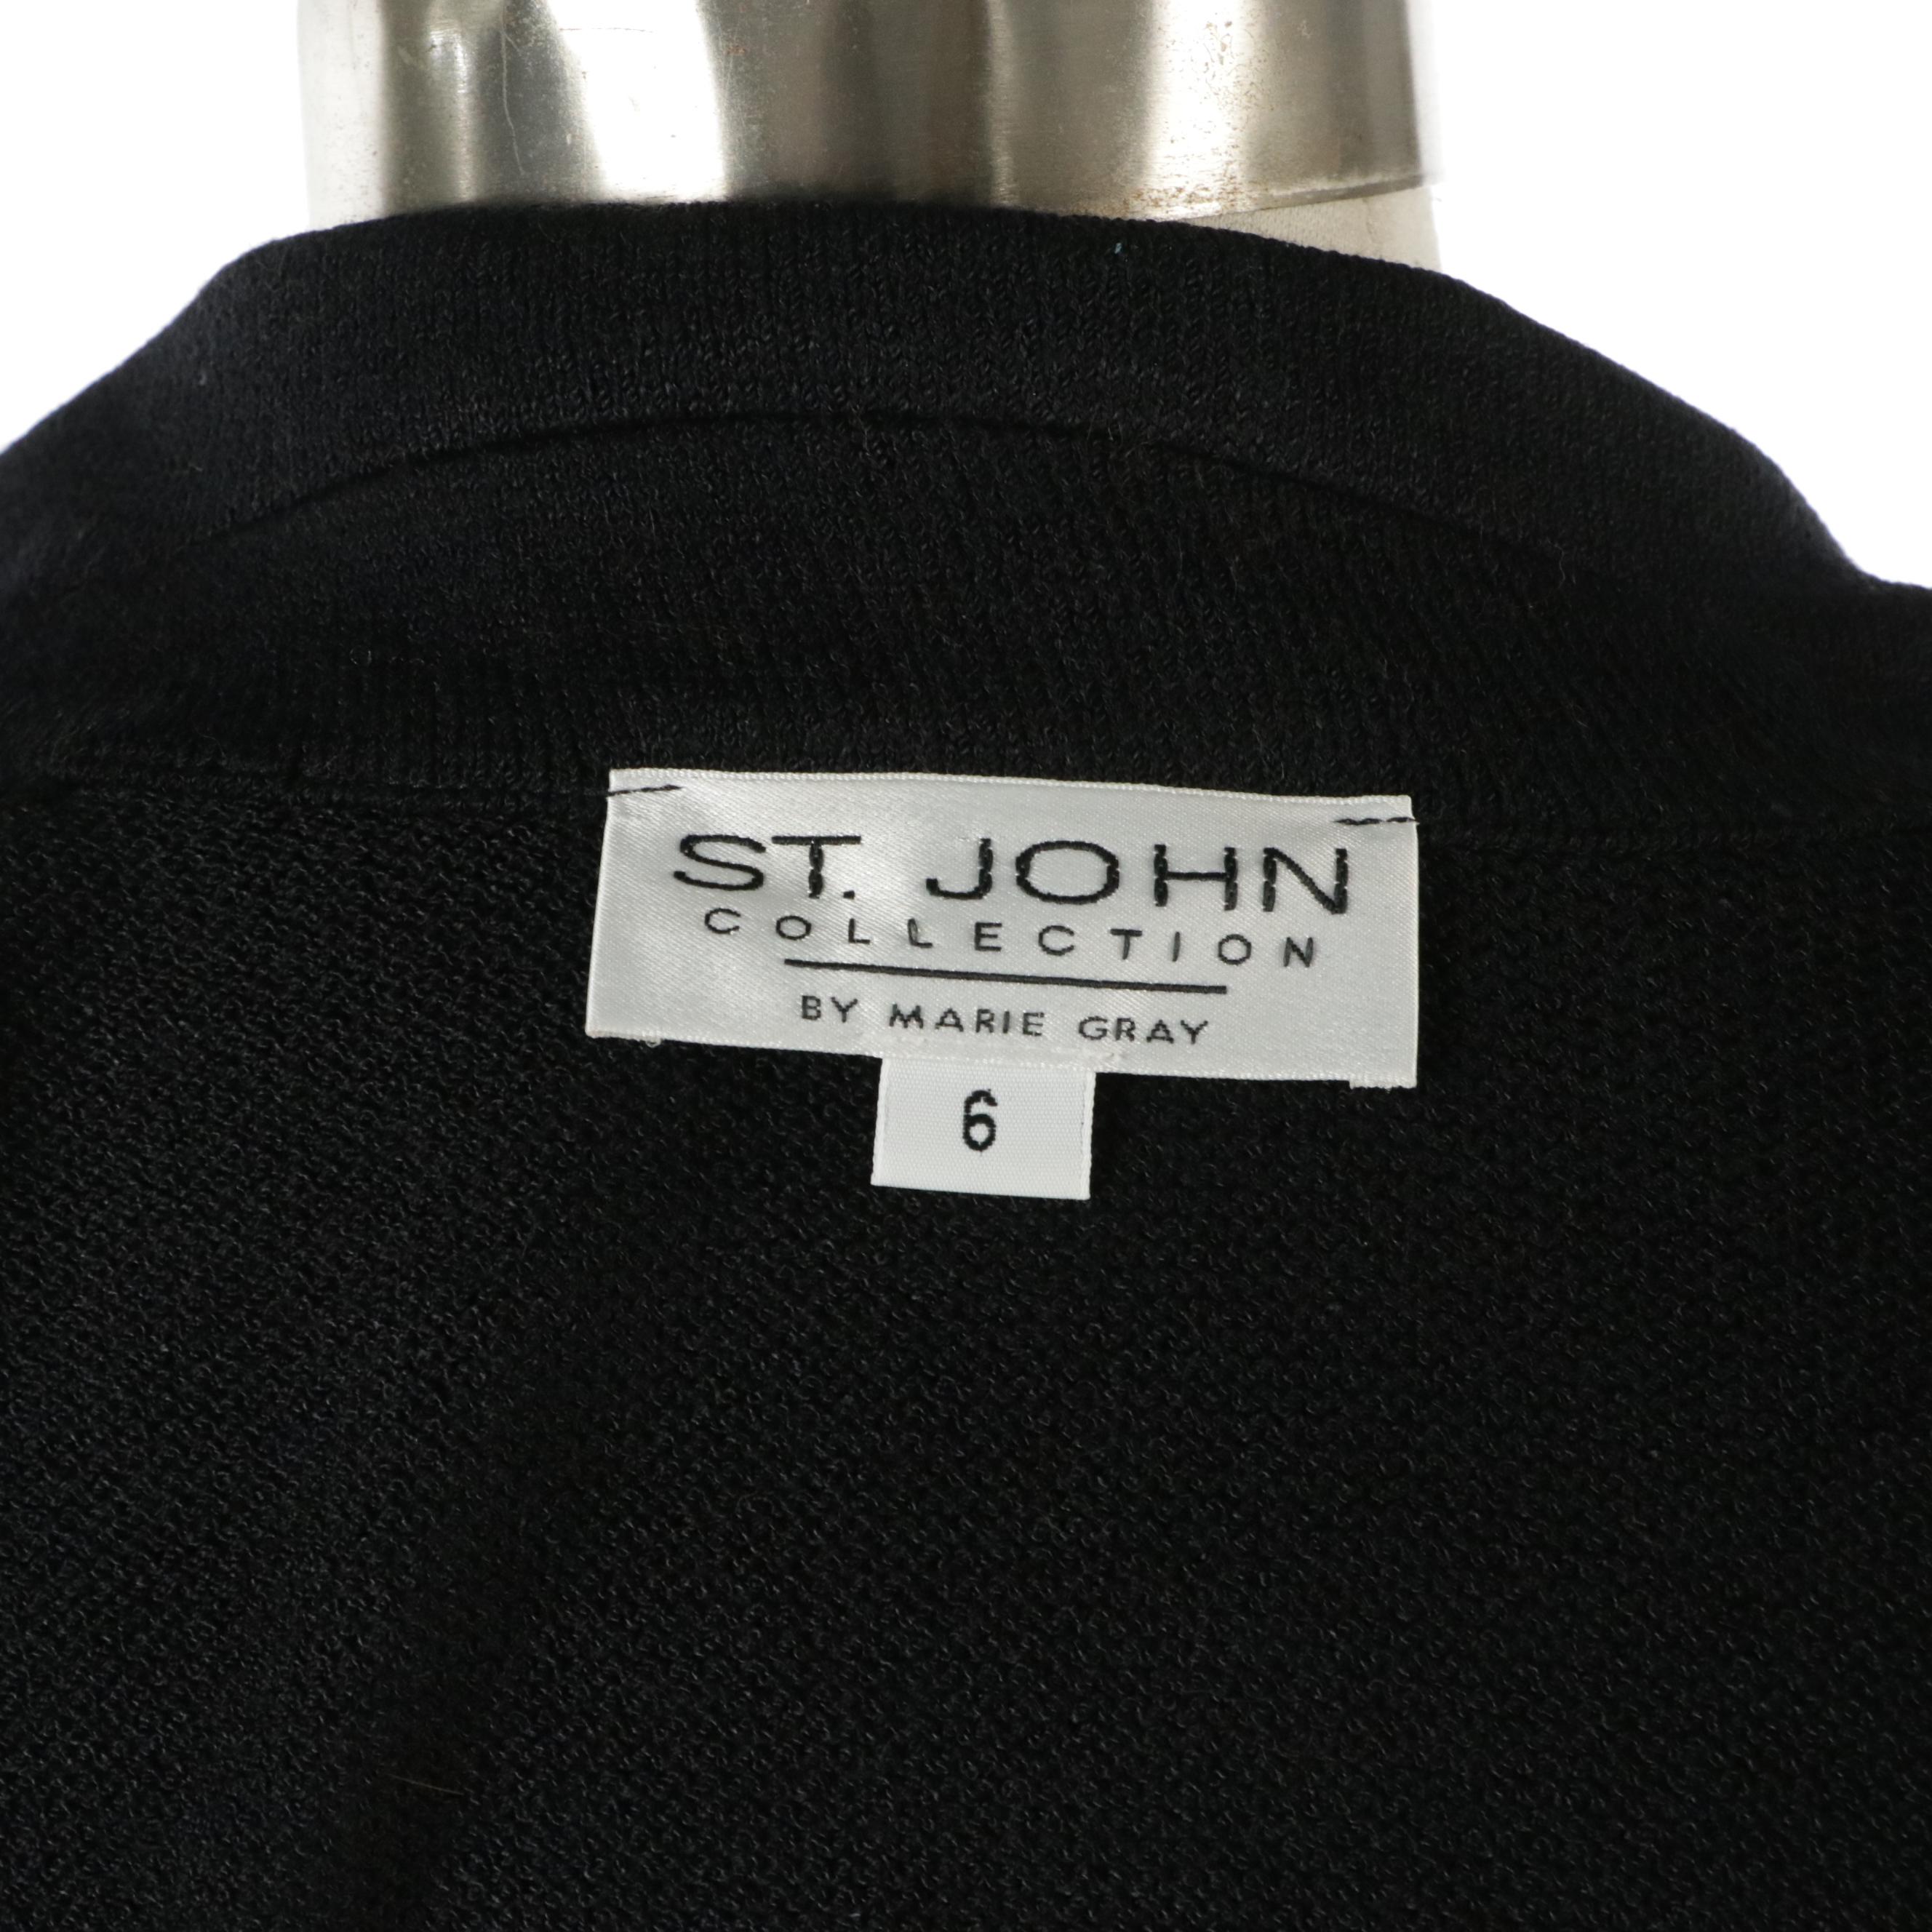 ST. JOHN
COLLECTION
BY MARIE GRAY
6